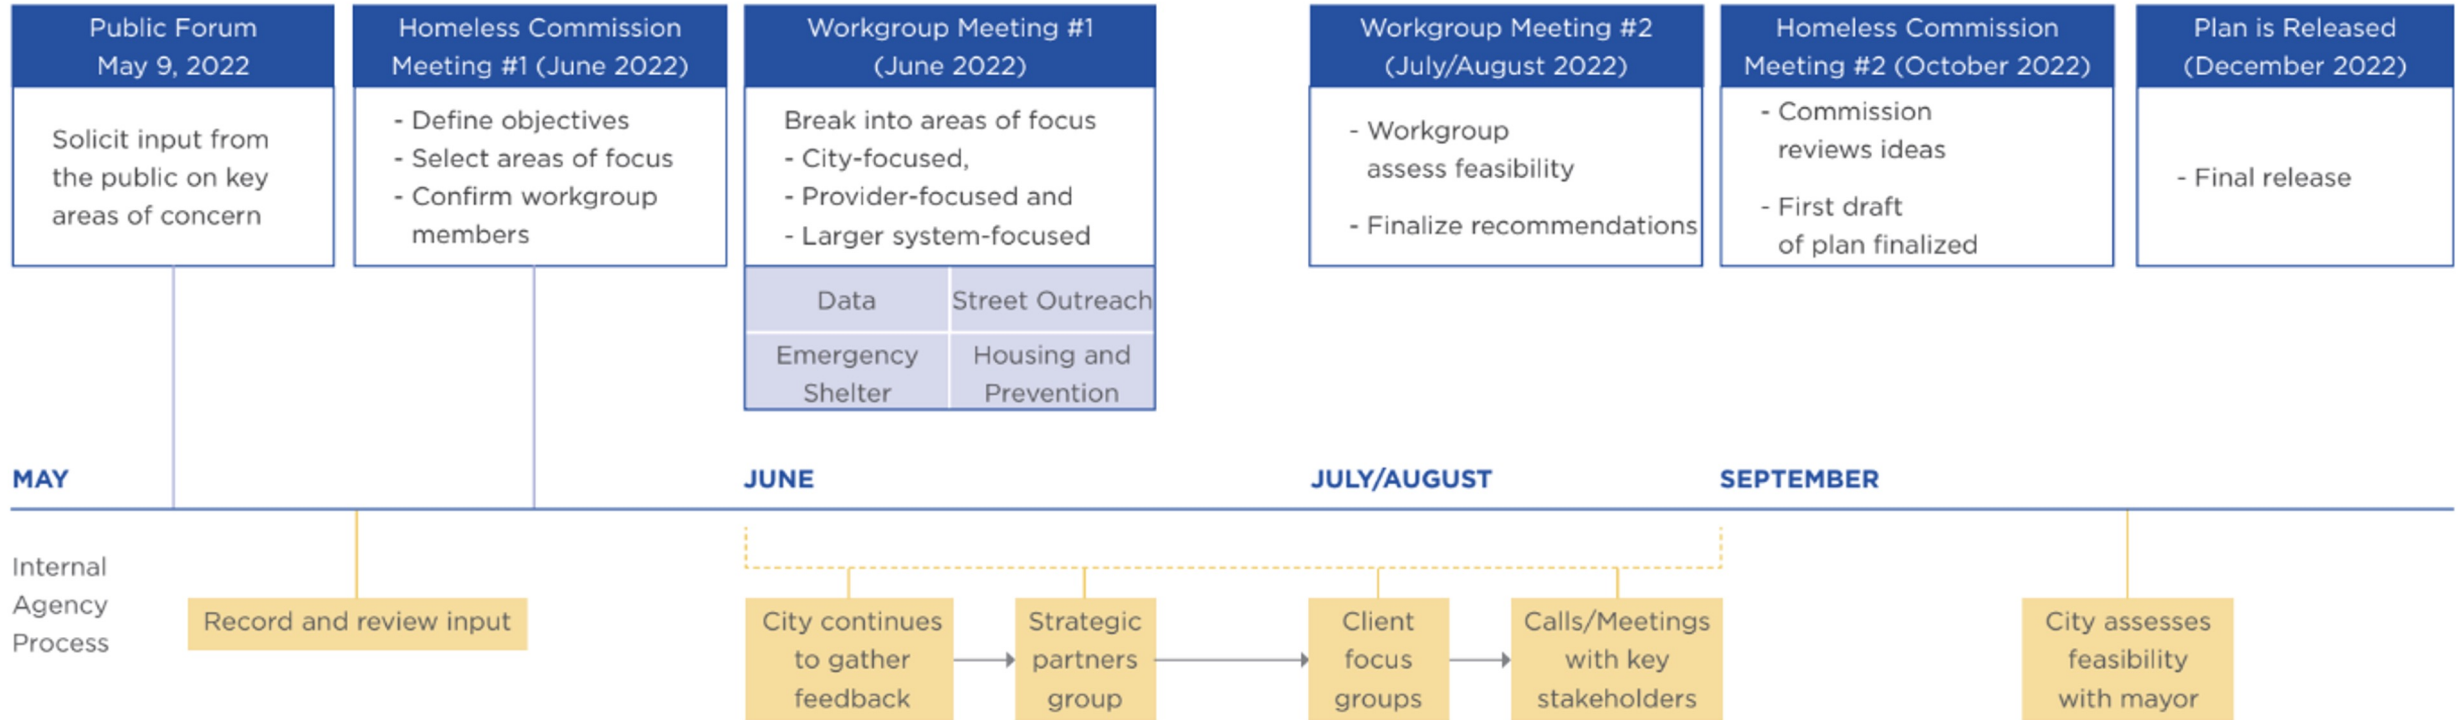 Public Forum
May 9, 2022
Solicit input from
the public on key
areas of concern
Homeless Commission
Meeting #1 (June 2022)
- Define objectives
- Select areas of focus
- Confirm workgroup
members
Workgroup Meeting #1
(June 2022)
Break into areas of focus
- City-focused,
- Provider-focused and
- Larger system-focused
Data
Street Outreach
Emergency
Shelter
Housing and
Prevention
Workgroup Meeting #2
(July/August 2022)
- Workgroup
assess feasibility
- Finalize recommendations
Homeless Commission
Meeting #2 (October 2022)
- Commission
reviews ideas
- First draft
of plan finalized
Plan is Released
(December 2022)
- Final release
MAY
JUNE
JULY/AUGUST
SEPTEMBER
Internal
Agency
Process
Record and review input
City continues
to gather
feedback
Strategic
partners
group
Client
focus
groups
Calls/Meetings
with key
stakeholders
City assesses
feasibility
with mayor